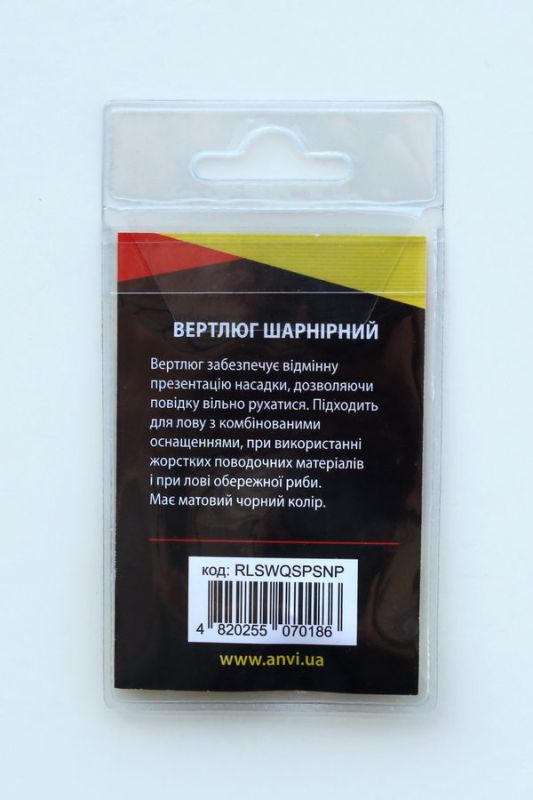 ВЕРТЛЮГ ШАРНІРНИЙ
Вертлюг забезпечує відмінну
презентацію насадки, дозволяючи
повідку вільно рухатися. Підходить
для лову з комбінованими
оснащеннями, при використанні
жорстких поводочних матеріалів
і при лові обережної риби.
Має матовий чорний колір.
код: RLSWQSPSNP
4 820255 070186
www.anvi.ua